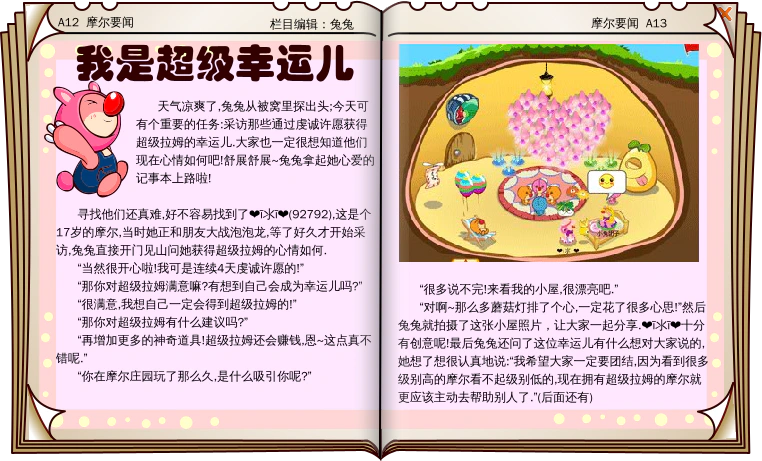 A12 摩尔要闻
栏目编辑：兔兔
我是超级幸运儿
天气凉爽了,兔兔从被窝里探出头;今天可
有个重要的任务:采访那些通过虔诚许愿获得
超级拉姆的幸运儿.大家也一定很想知道他们
现在心情如何吧!舒展舒展~兔兔拿起她心爱的
记事本上路啦!
寻找他们还真难,好不容易找到了❤ī氺ī❤(92792),这是个
17岁的摩尔,当时她正和朋友大战泡泡龙,等了好久才开始采
访,兔兔直接开门见山问她获得超级拉姆的心情如何.
“当然很开心啦!我可是连续4天虔诚许愿的!”
“那你对超级拉姆满意嘛?有想到自己会成为幸运儿吗?”
“很满意,我想自己一定会得到超级拉姆的!”
“那你对超级拉姆有什么建议吗?”
“再增加更多的神奇道具!超级拉姆还会赚钱,恩~这点真不
错呢.”
“你在摩尔庄园玩了那么久,是什么吸引你呢?”
摩尔要闻 A13
“很多说不完!来看我的小屋,很漂亮吧.”
“对啊~那么多蘑菇灯排了个心,一定花了很多心思!”然后
兔兔就拍摄了这张小屋照片，让大家一起分享.❤ī氺ī❤十分
有创意呢!最后兔兔还问了这位幸运儿有什么想对大家说的,
她想了想很认真地说:“我希望大家一定要团结,因为看到很多
级别高的摩尔看不起级别低的,现在拥有超级拉姆的摩尔就
更应该主动去帮助别人了.”(后面还有)